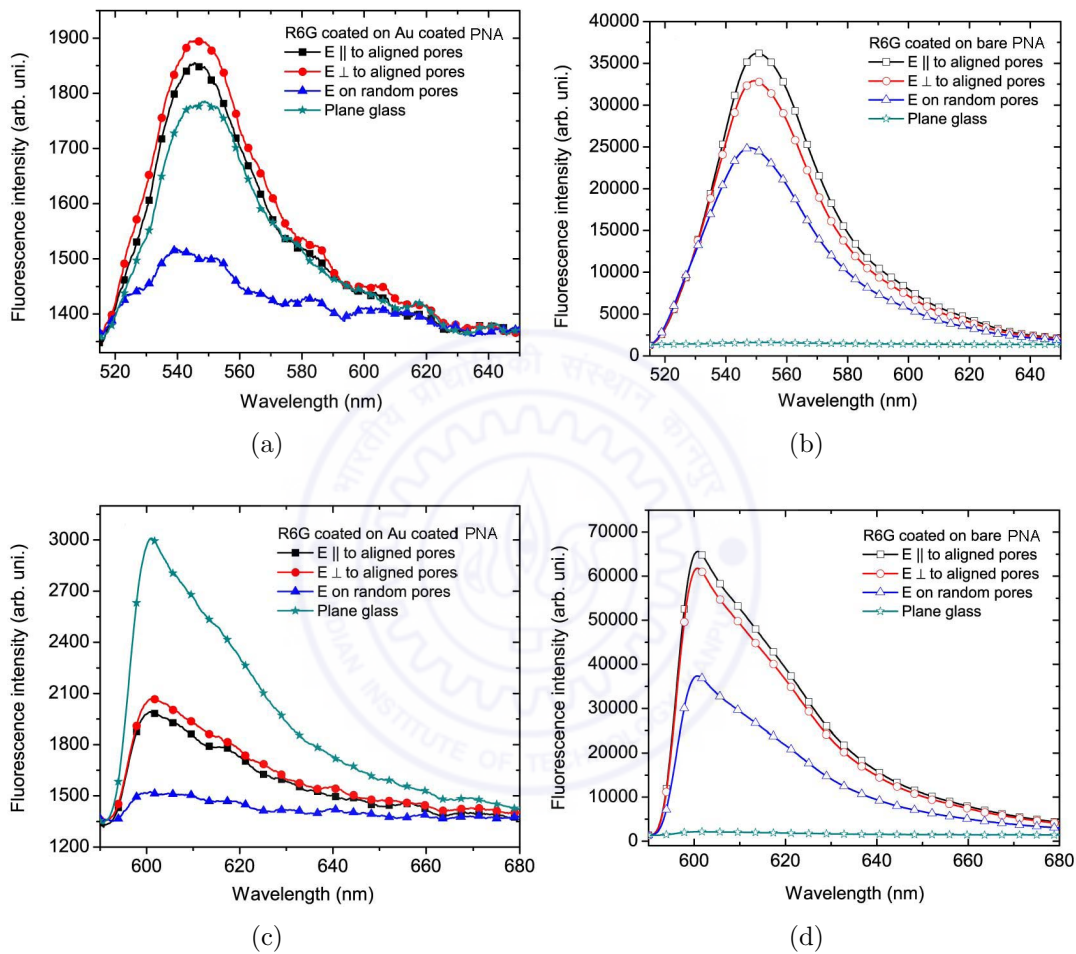 R6G coated on Au coated PNA
E || to aligned pores
E ⊥ to aligned pores
E on random pores
Plane glass
Fluorescence intensity (arb. uni.)
1900
1800
1700
1600
1500
1400
520 540 560 580 600 620 640
Wavelength (nm)
(a)
R6G coated on bare PNA
E || to aligned pores
E ⊥ to aligned pores
E on random pores
Plane glass
Fluorescence intensity (arb. uni.)
40000
35000
30000
25000
20000
15000
10000
5000
0
520 540 560 580 600 620 640
Wavelength (nm)
(b)
R6G coated on Au coated PNA
E || to aligned pores
E ⊥ to aligned pores
E on random pores
Plane glass
Fluorescence intensity (arb. uni.)
3000
2700
2400
2100
1800
1500
1200
600 620 640 660 680
Wavelength (nm)
(c)
R6G coated on bare PNA
E || to aligned pores
E ⊥ to aligned pores
E on random pores
Plane glass
Fluorescence intensity (arb. uni.)
70000
60000
50000
40000
30000
20000
10000
0
600 620 640 660 680
Wavelength (nm)
(d)
भारतीय प्रौद्योगिकी संस्थान कानपुर
INDIAN INSTITUTE OF TECHNOLOGY KANPUR